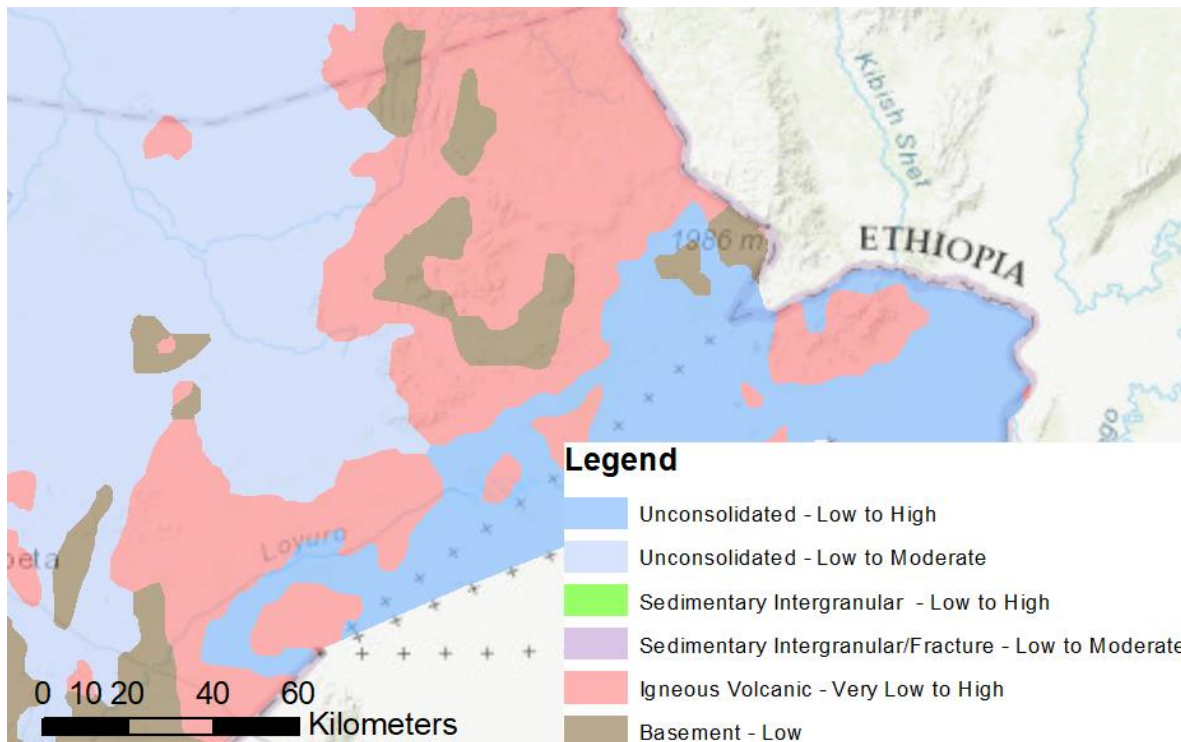 Kibish Shet
ETHIOPIA
1986 m
Loyuro
Legend
Unconsolidated - Low to High
Unconsolidated - Low to Moderate
Sedimentary Intergranular - Low to High
Sedimentary Intergranular/Fracture - Low to Moderate
Igneous Volcanic - Very Low to High
Basement - Low
0 10 20 40 60
Kilometers